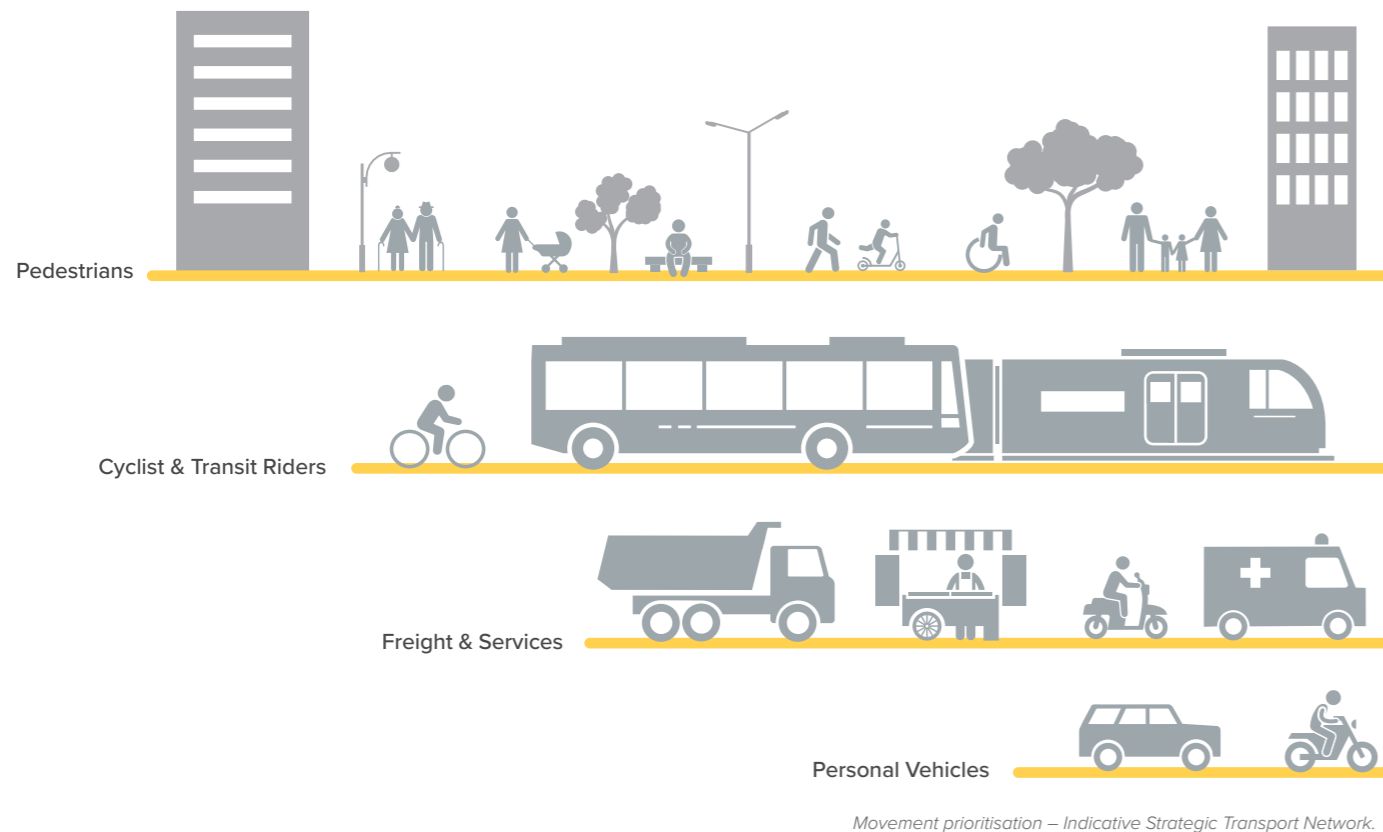 Pedestrians
Cyclist & Transit Riders
Freight & Services
Personal Vehicles
Movement prioritisation – Indicative Strategic Transport Network.